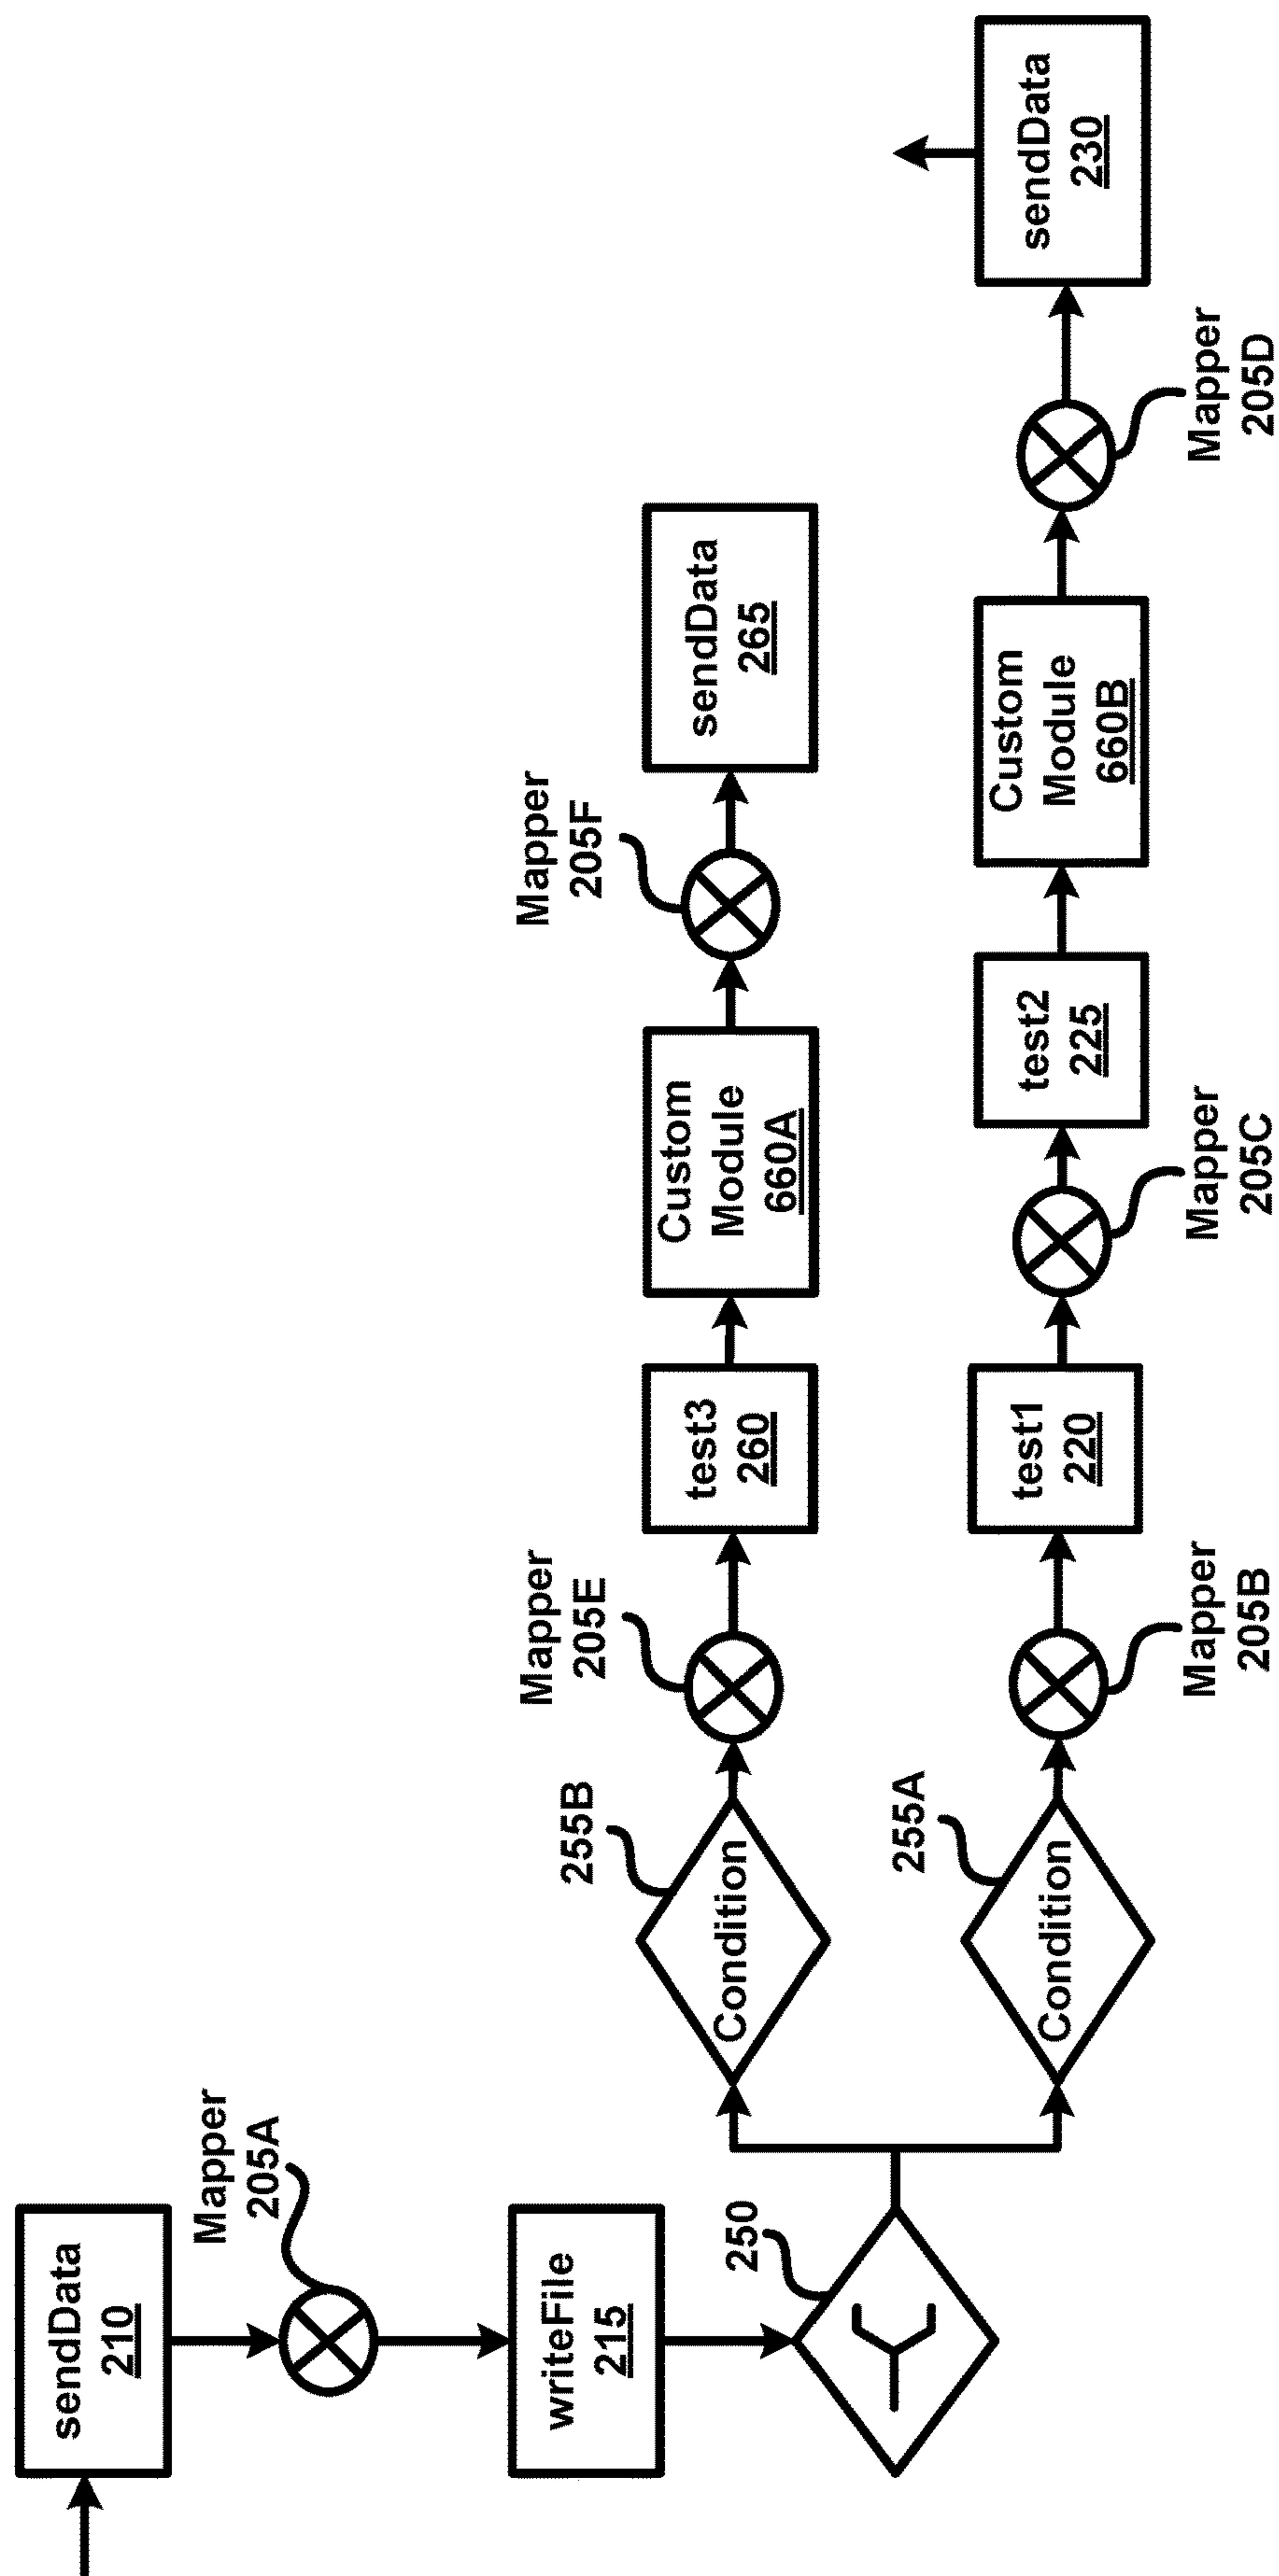 sendData
210
Mapper
205A
writeFile
215
250
255B
Condition
Mapper
205E
test3
260
Custom
Module
660A
Mapper
205F
sendData
265
255A
Condition
Mapper
205B
test1
220
Mapper
205C
test2
225
Custom
Module
660B
Mapper
205D
sendData
230